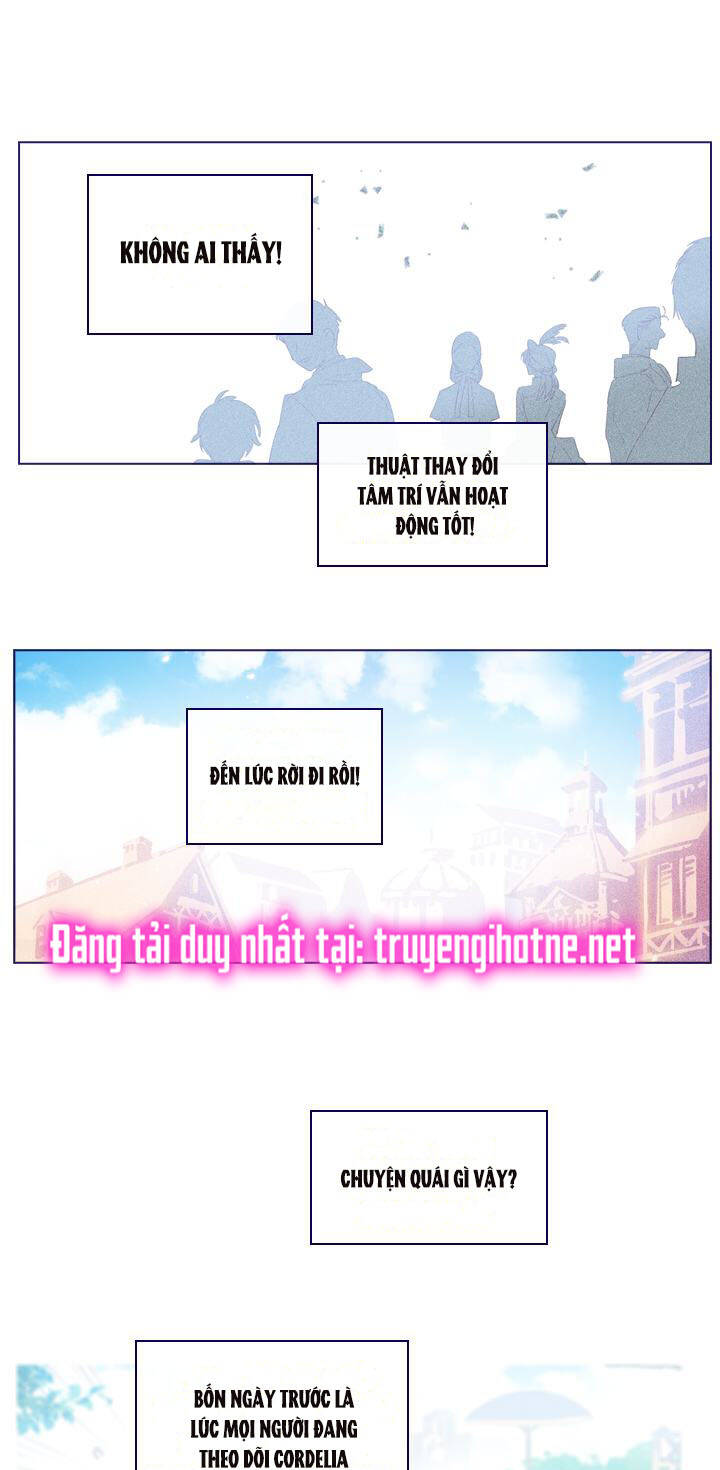 KHÔNG AI THẤY!
THUẬT THAY ĐỔI
TÂM TRÍ VẪN HOẠT
ĐỘNG TỐT!
ĐẾN LÚC RỜI ĐI RỒI!
Đăng tải duy nhất tại: truyengihotne.net
CHUYỆN QUÁI GÌ VẬY?
BỐN NGÀY TRƯỚC LÀ
LÚC MỌI NGƯỜI ĐANG
THEO DÕI CORDELIA